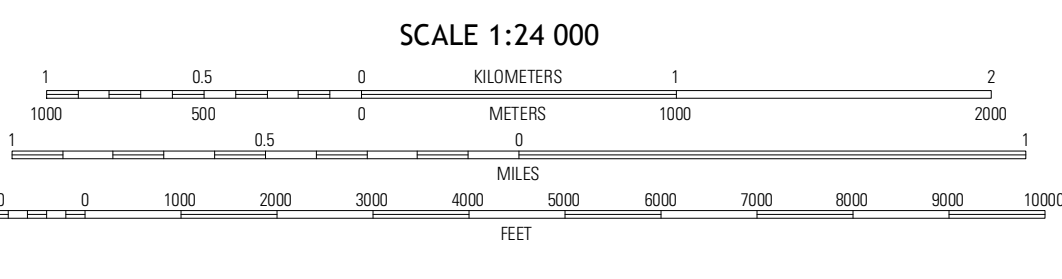 SCALE 1:24 000
1 0.5 0 KILOMETERS 1 2
1000 500 0 METERS 1000 2000
1 0.5 0 1
MILES
0 0 1000 2000 3000 4000 5000 6000 7000 8000 9000 10000
FEET